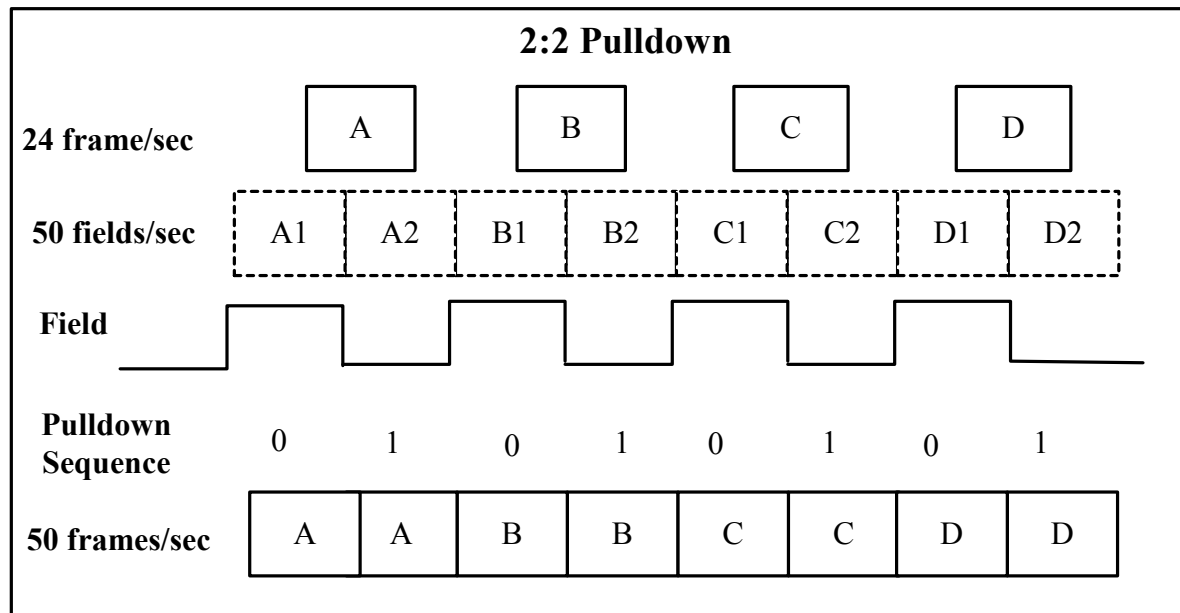 2:2 Pulldown
24 frame/sec
A B C D
50 fields/sec
A1 A2 B1 B2 C1 C2 D1 D2
Field
Pulldown
Sequence
0 1 0 1 0 1 0 1
50 frames/sec
A A B B C C D D